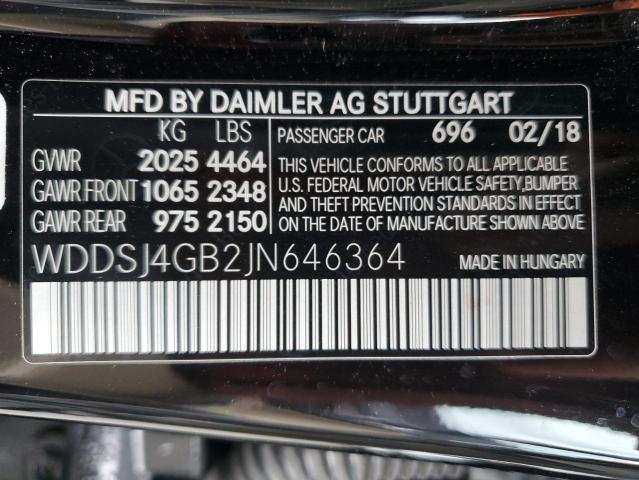 MFD BY DAIMLER AG STUTTGART
KG LBS
GVWR 2025 4464
GAWR FRONT 1065 2348
GAWR REAR 975 2150
PASSENGER CAR 696 02/18
THIS VEHICLE CONFORMS TO ALL APPLICABLE
U.S. FEDERAL MOTOR VEHICLE SAFETY,BUMPER
AND THEFT PREVENTION STANDARDS IN EFFECT
ON THE DATE OF MANUFACTURE SHOWN ABOVE
WDDSJ4GB2JN646364 MADE IN HUNGARY